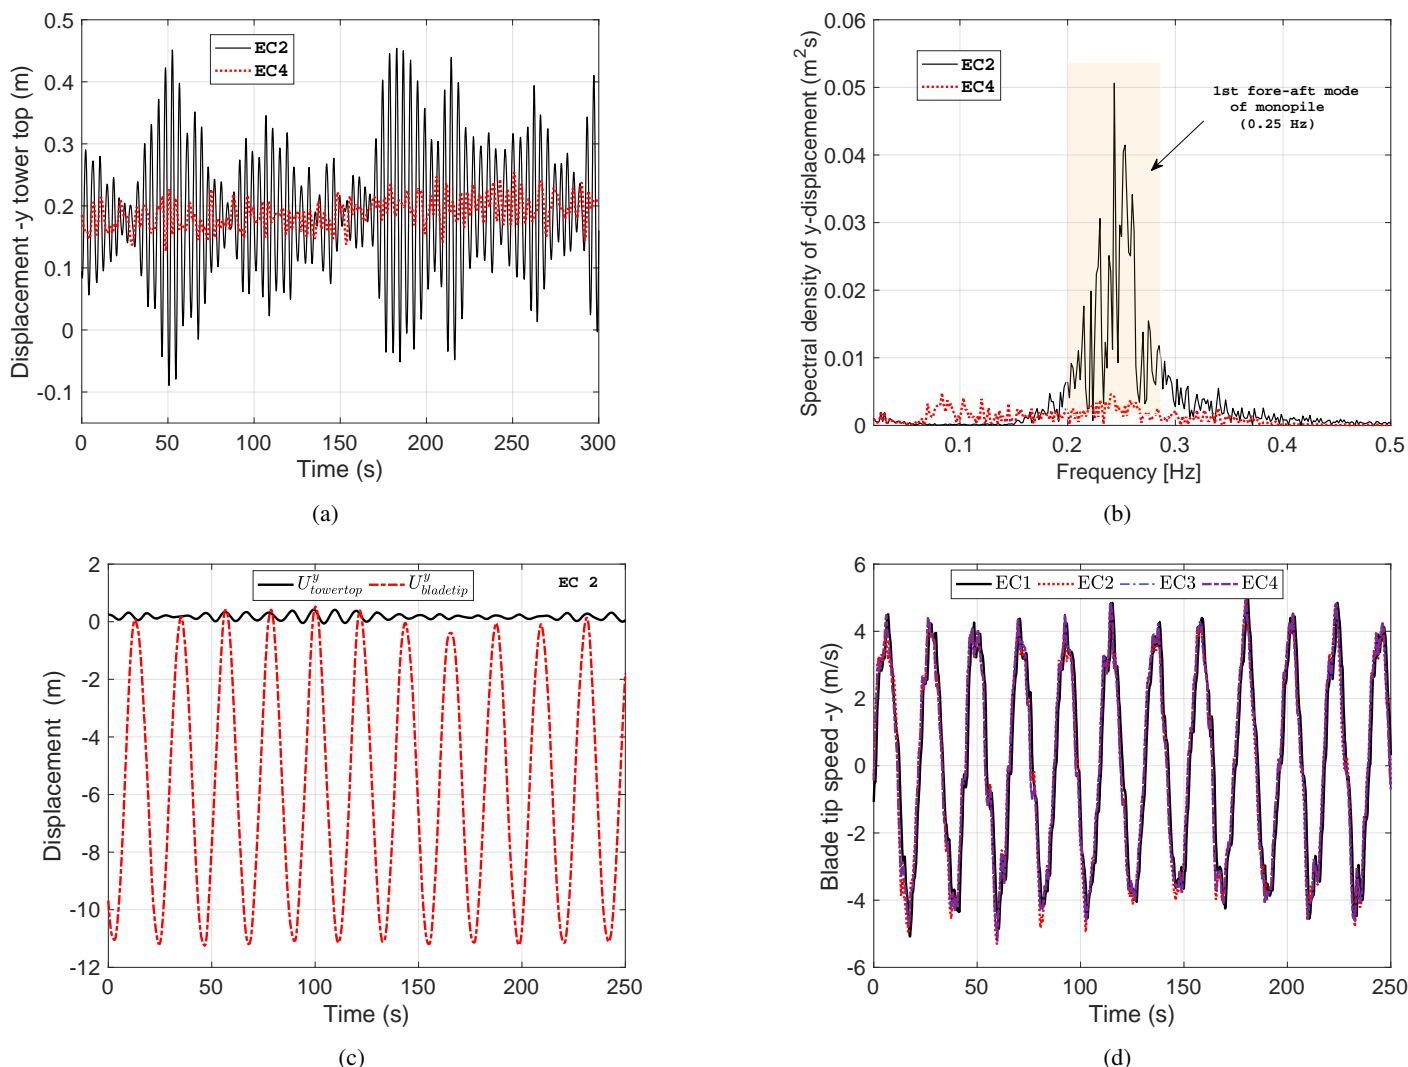 0.5
0.4
0.3
0.2
0.1
0
-0.1
Displacement -y tower top (m)
EC2
EC4
0
50
100
150
200
250
300
Time (s)
(a)
0.06
0.05
0.04
0.03
0.02
0.01
0
Spectral density of y-displacement (m²s)
EC2
EC4
1st fore-aft mode
of monopile
(0.25 Hz)
0.1
0.2
0.3
0.4
0.5
Frequency [Hz]
(b)
2
0
-2
-4
-6
-8
-10
-12
Displacement (m)
U^y_towertop
U^y_bladetip
EC 2
0
50
100
150
200
250
Time (s)
(c)
6
4
2
0
-2
-4
-6
Blade tip speed -y (m/s)
EC1
EC2
EC3
EC4
0
50
100
150
200
250
Time (s)
(d)